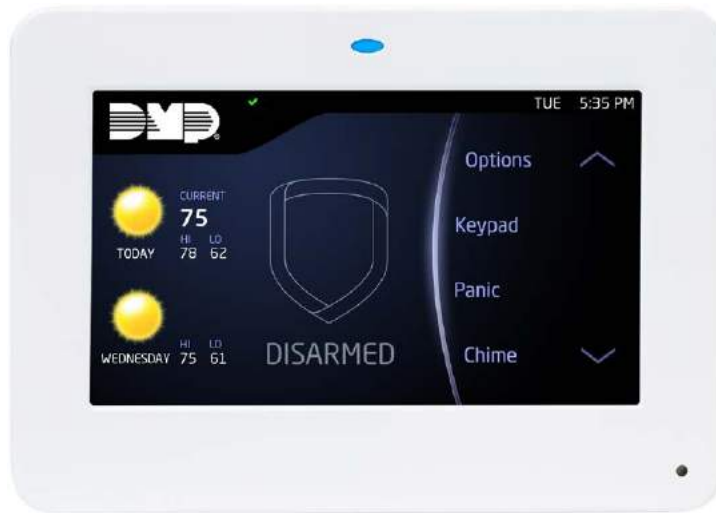 DMP
TUE 5:35 PM
Options
Keypad
Panic
Chime
CURRENT
75
HI LO
78 62
TODAY
HI LO
75 61
WEDNESDAY
DISARMED